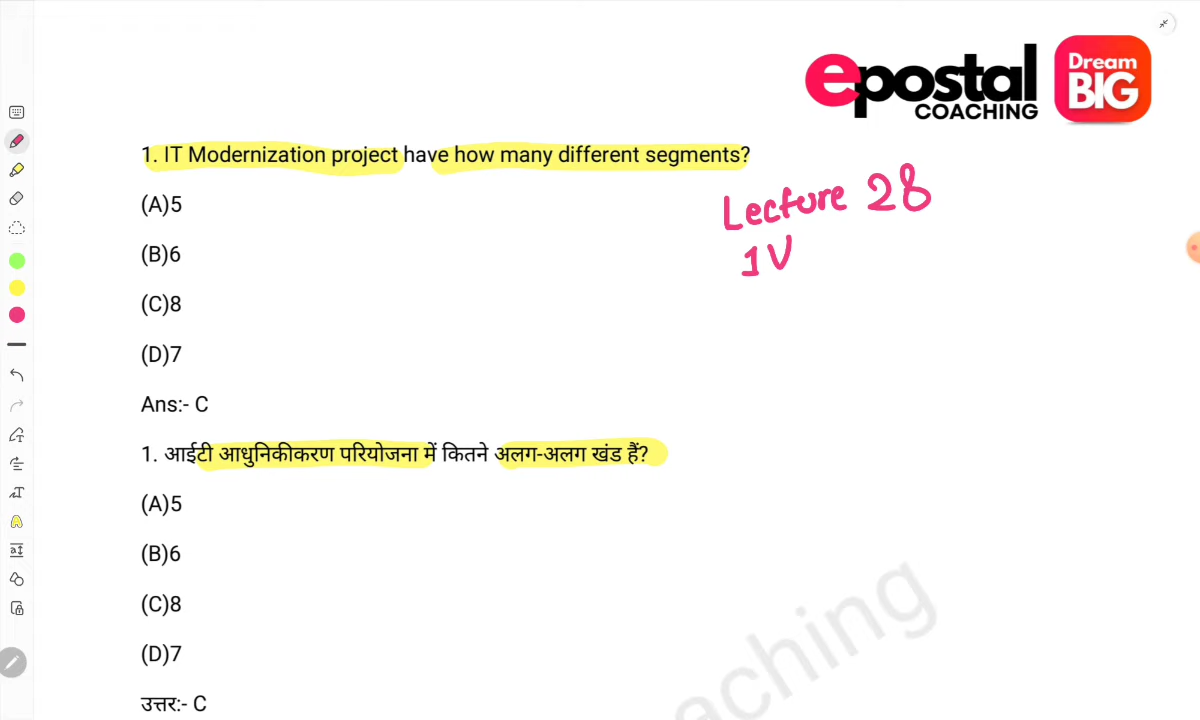 epostal
COACHING
Dream
BIG
1. IT Modernization project have how many different segments?
Lecture 28
1V
(A)5
(B)6
(C)8
(D)7
Ans:- C
1. आईटी आधुनिकीकरण परियोजना में कितने अलग-अलग खंड हैं?
(A)5
(B)6
(C)8
(D)7
उत्तर:- C